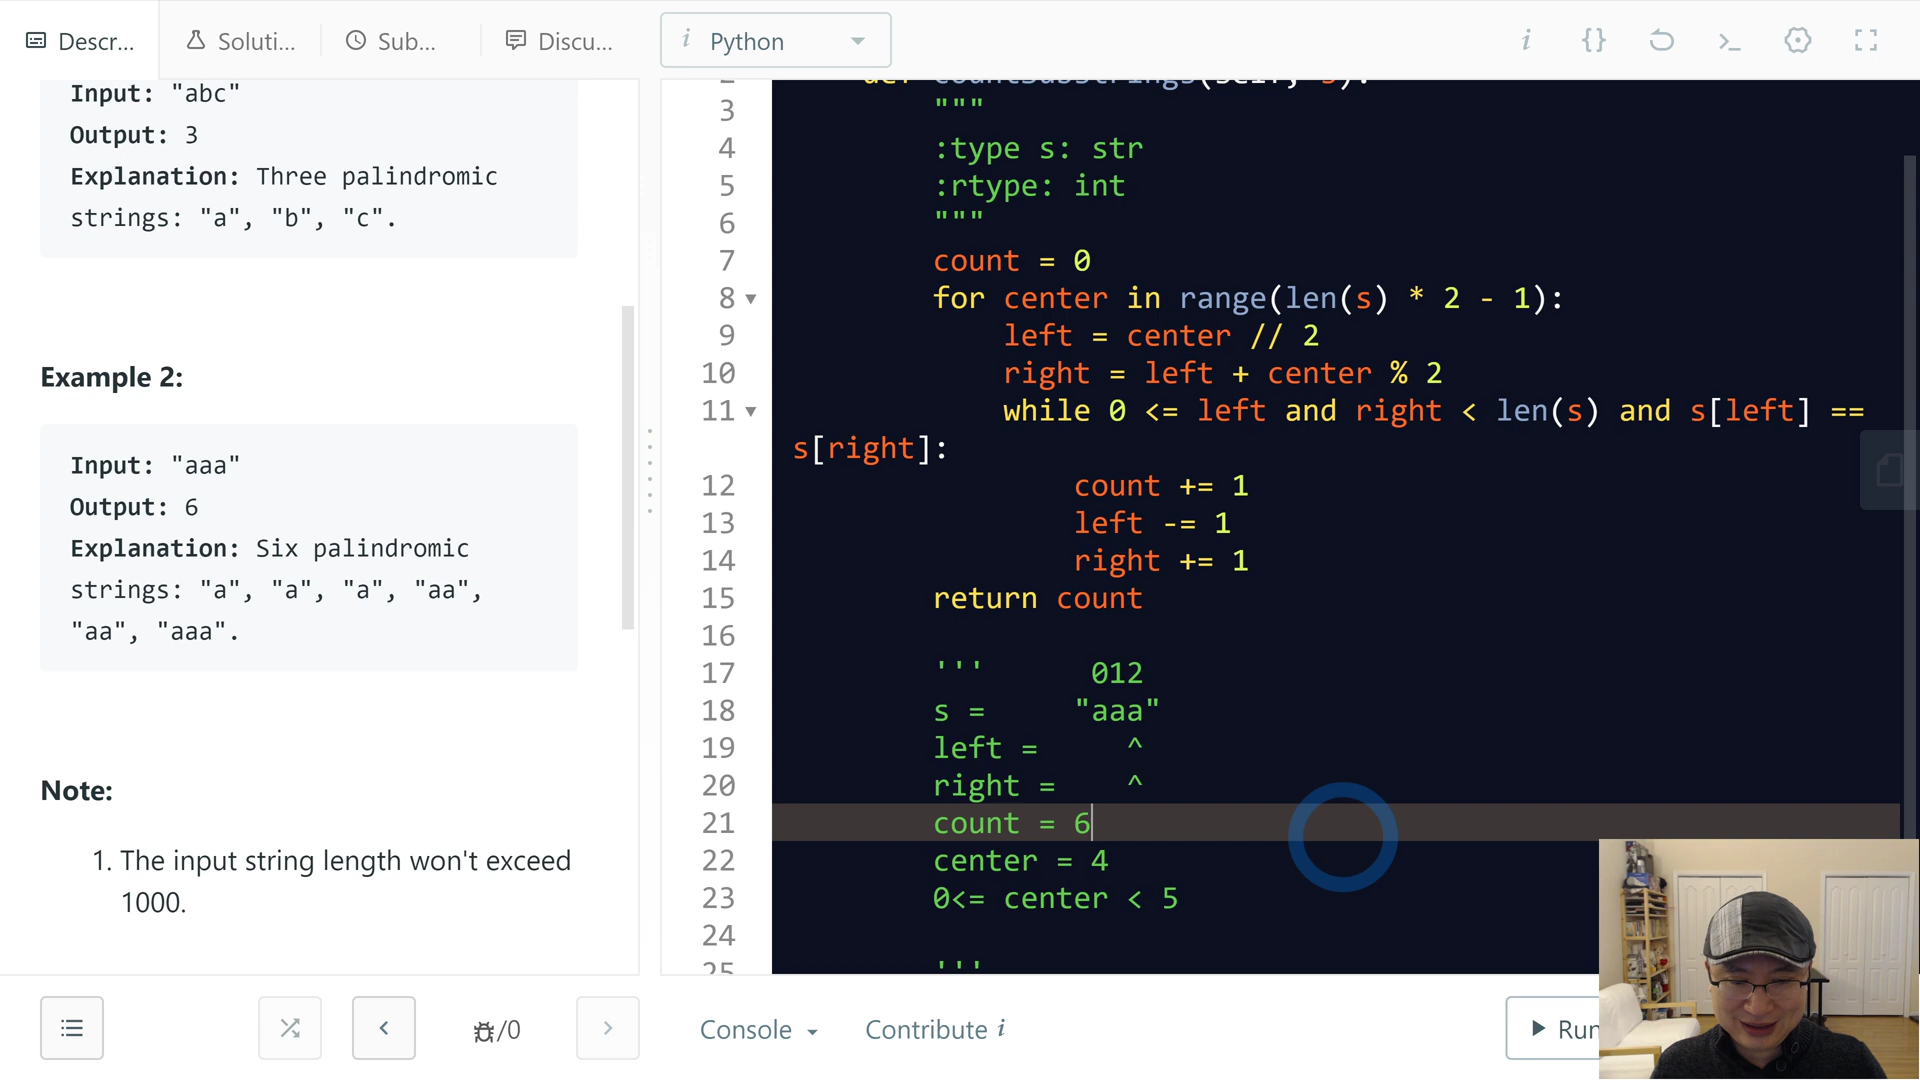 Descr...
Soluti...
Sub...
Discu...
i Python
Input: "abc"
Output: 3
Explanation: Three palindromic
strings: "a", "b", "c".
Example 2:
Input: "aaa"
Output: 6
Explanation: Six palindromic
strings: "a", "a", "a", "aa",
"aa", "aaa".
Note:
1. The input string length won't exceed
1000.
2 def countSubstrings(self, s):
3 """
4 :type s: str
5 :rtype: int
6 """
7 count = 0
8 for center in range(len(s) * 2 - 1):
9 left = center // 2
10 right = left + center % 2
11 while 0 <= left and right < len(s) and s[left] ==
s[right]:
12 count += 1
13 left -= 1
14 right += 1
15 return count
16
17 ''' 012
18 s = "aaa"
19 left = ^
20 right = ^
21 count = 6
22 center = 4
23 0<= center < 5
24
25 '''
/0
Console
Contribute i
Run